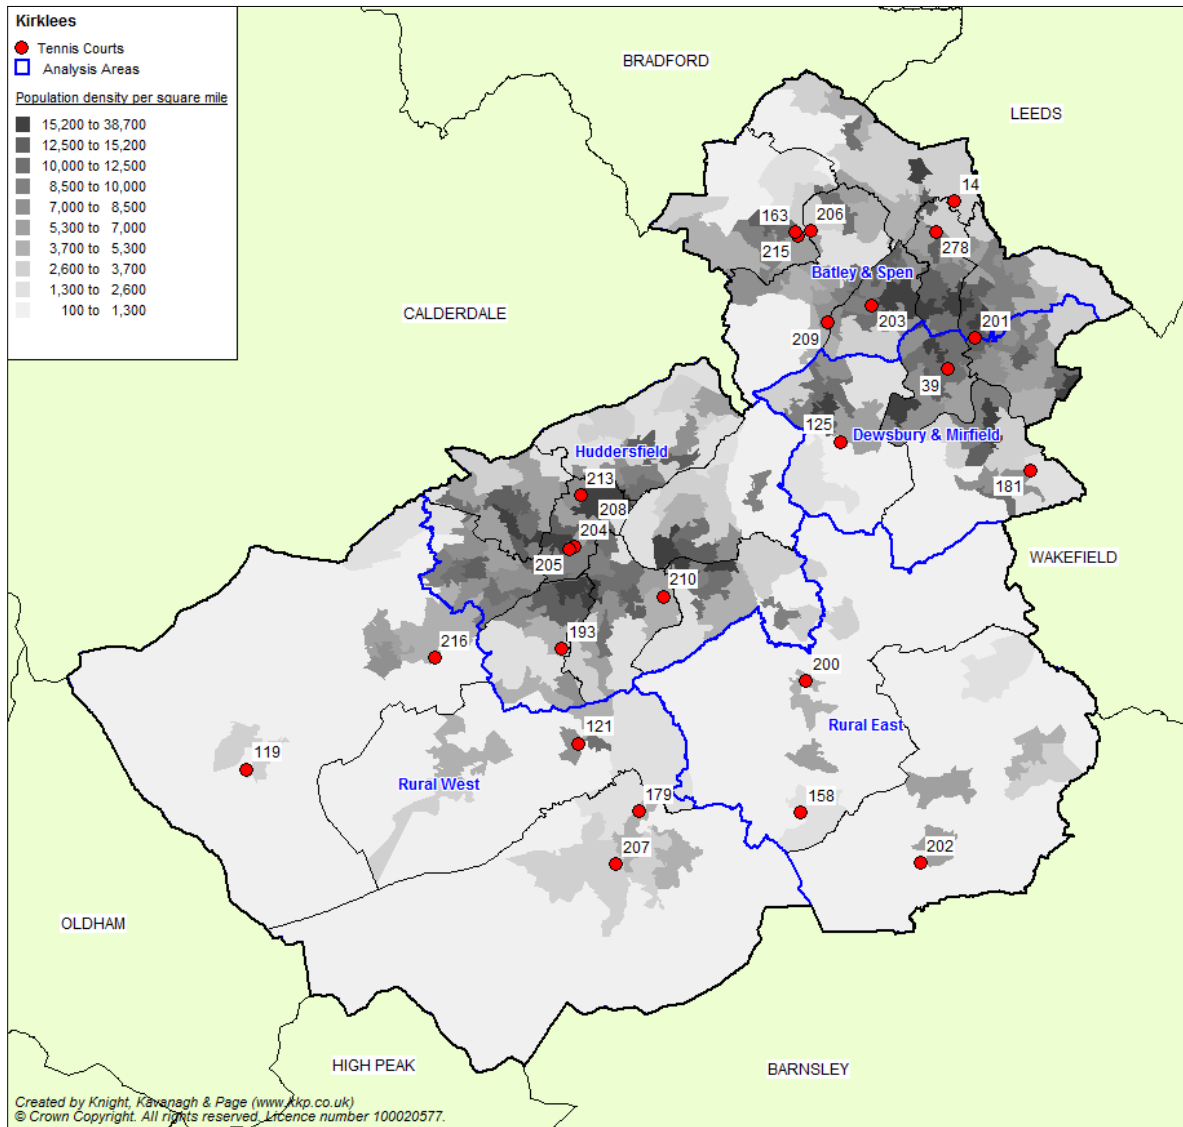 Kirklees
Tennis Courts
Analysis Areas
Population density per square mile
15,200 to 38,700
12,500 to 15,200
10,000 to 12,500
8,500 to 10,000
7,000 to 8,500
5,300 to 7,000
3,700 to 5,300
2,600 to 3,700
1,300 to 2,600
100 to 1,300
BRADFORD
LEEDS
14
163
206
215
278
Batley & Spen
CALDERDALE
203
209
201
39
125
Dewsbury & Mirfield
Huddersfield
181
213
208
204
205
WAKEFIELD
210
193
216
200
Rural East
121
119
Rural West
179
158
207
202
OLDHAM
HIGH PEAK
BARNSLEY
Created by Knight, Kavanagh & Page (www.kkp.co.uk)
© Crown Copyright. All rights reserved. Licence number 100020577.